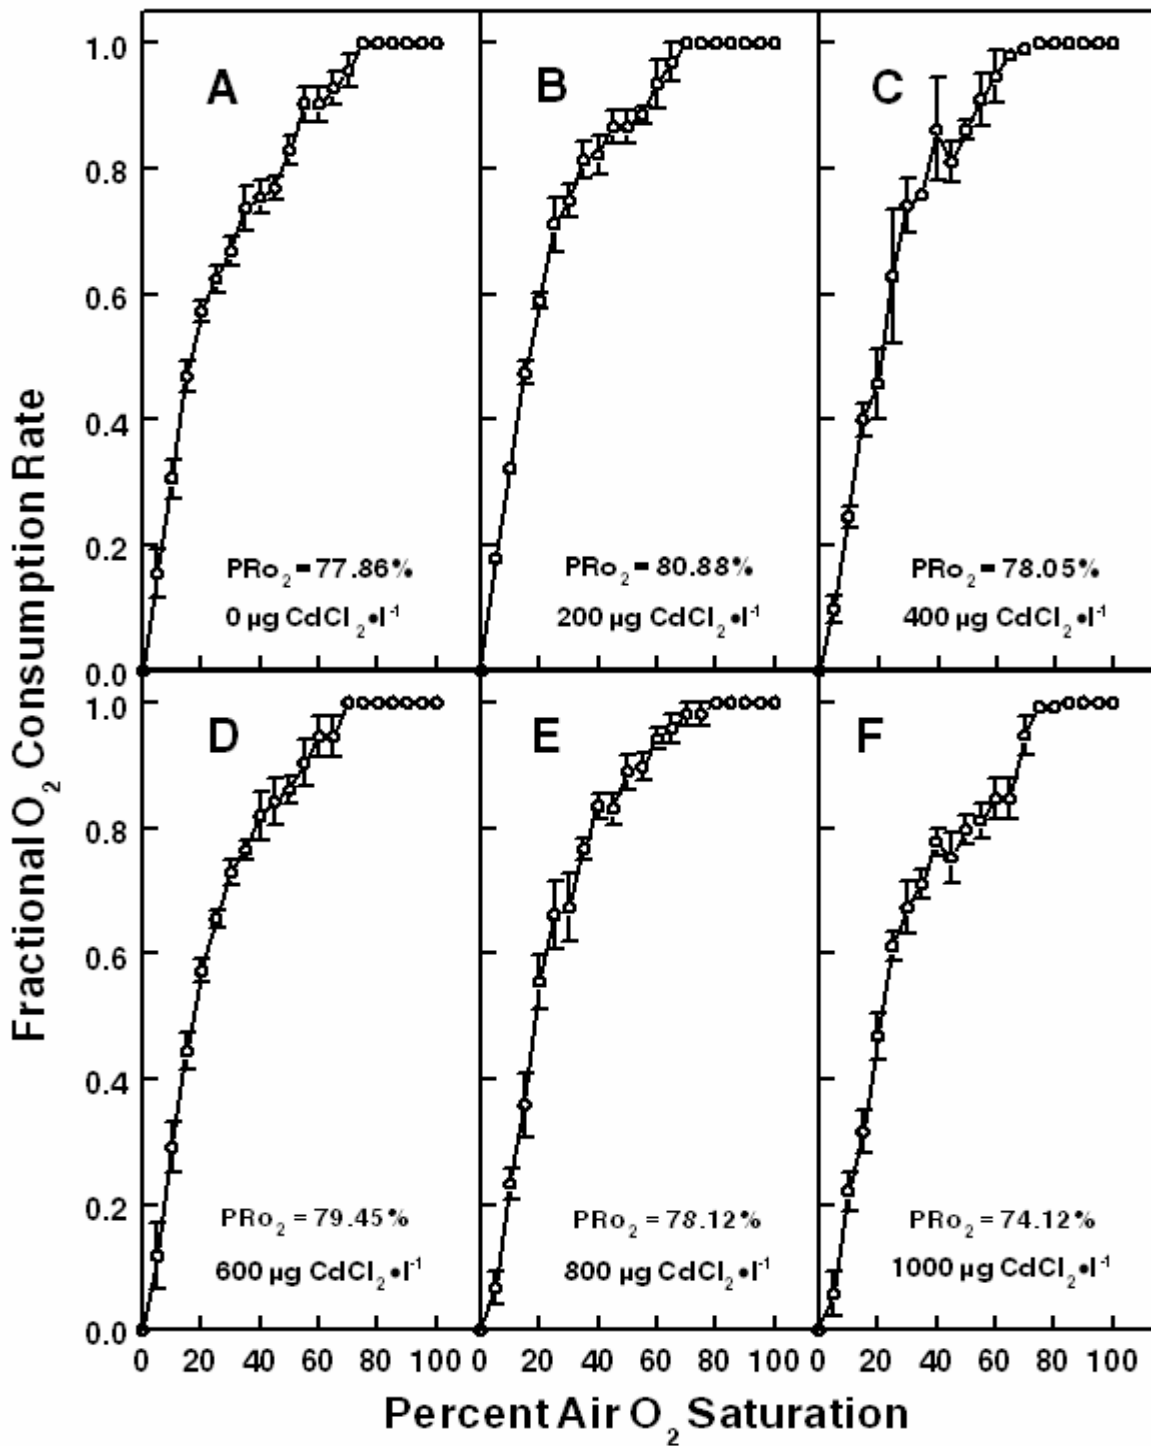 Fractional O₂ Consumption Rate
1.0
0.8
0.6
0.4
0.2
0.0
A
PRo₂ = 77.86%
0 µg CdCl₂•l⁻¹
B
PRo₂ = 80.88%
200 µg CdCl₂•l⁻¹
C
PRo₂ = 78.05%
400 µg CdCl₂•l⁻¹
1.0
0.8
0.6
0.4
0.2
0.0
D
PRo₂ = 79.45%
600 µg CdCl₂•l⁻¹
E
PRo₂ = 78.12%
800 µg CdCl₂•l⁻¹
F
PRo₂ = 74.12%
1000 µg CdCl₂•l⁻¹
0 20 40 60 80 100 0 20 40 60 80 100 0 20 40 60 80 100
Percent Air O₂ Saturation